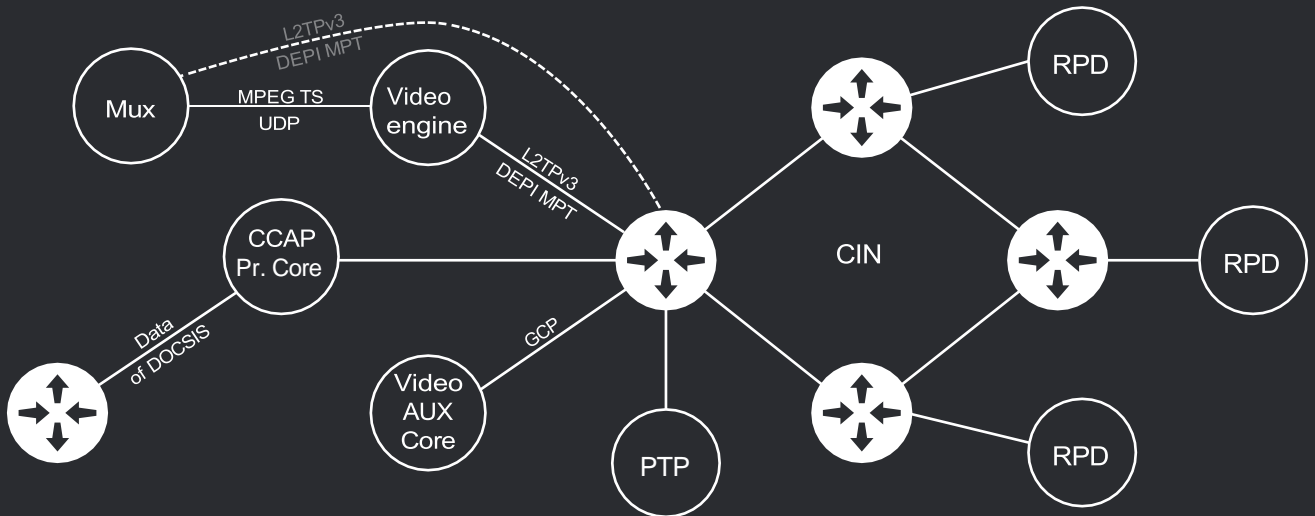 L2TPv3
DEPI MPT
Mux
MPEG TS
UDP
Video
engine
L2TPv3
DEPI MPT
RPD
CCAP
Pr. Core
CIN
RPD
Data
of DOCSIS
GCP
Video
AUX
Core
PTP
RPD